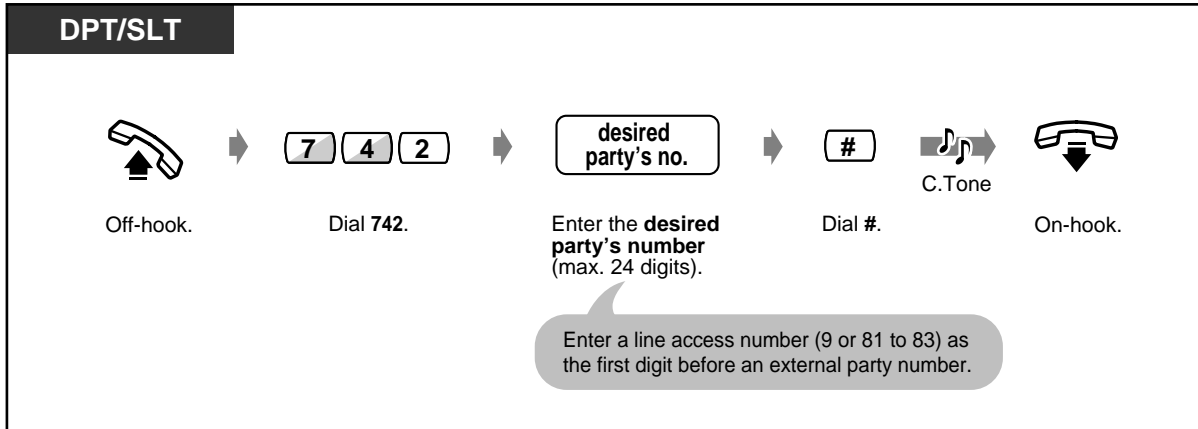 DPT/SLT
7 4 2
desired
party's no.
#
C.Tone
Off-hook.
Dial 742.
Enter the desired
party's number
(max. 24 digits).
Dial #.
On-hook.
Enter a line access number (9 or 81 to 83) as
the first digit before an external party number.